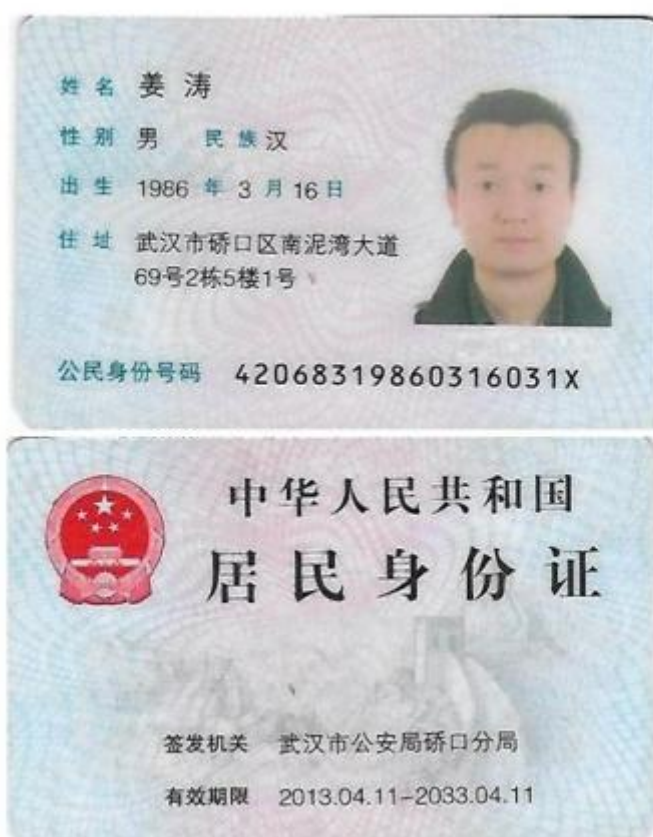 姓名 姜涛
性别 男 民族 汉
出生 1986 年 3 月 16 日
住址 武汉市硚口区南泥湾大道
69号2栋5楼1号
公民身份号码 42068319860316031X
中华人民共和国
居民身份证
签发机关 武汉市公安局硚口分局
有效期限 2013.04.11-2033.04.11